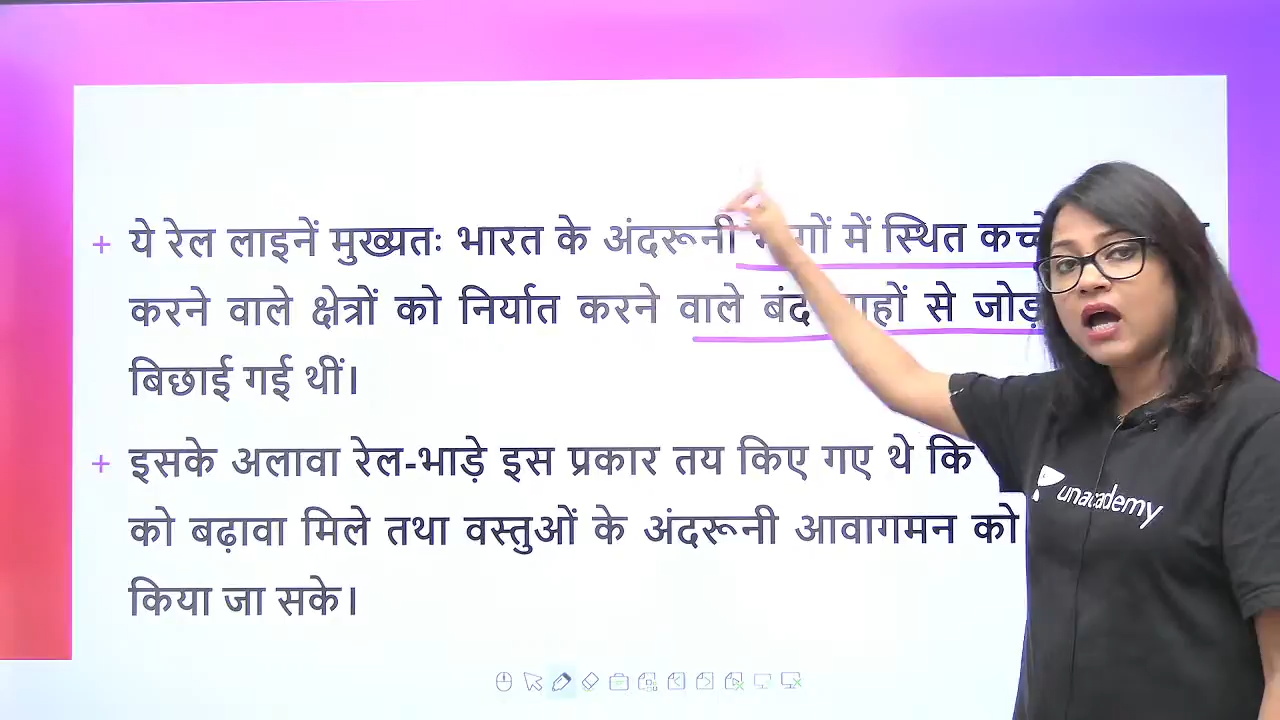 + ये रेल लाइनें मुख्यतः भारत के अंदरूनी भागों में स्थित कच्चे
करने वाले क्षेत्रों को निर्यात करने वाले बंदरगाहों से
बिछाई गई थीं।
+ इसके अलावा रेल-भाड़े इस प्रकार तय किए गए थे कि
को बढ़ावा मिले तथा वस्तुओं के अंदरूनी आवागमन को
किया जा सके।
unacademy